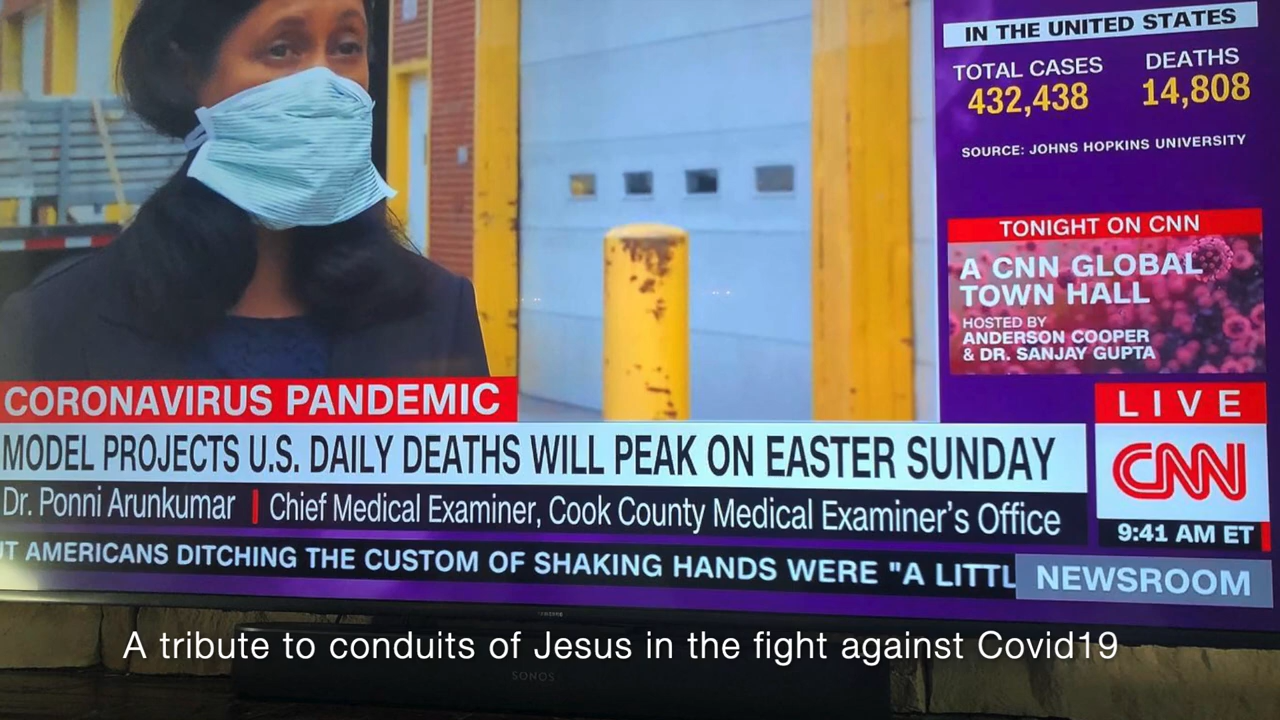 IN THE UNITED STATES
TOTAL CASES DEATHS
432,438 14,808
SOURCE: JOHNS HOPKINS UNIVERSITY
TONIGHT ON CNN
A CNN GLOBAL
TOWN HALL
HOSTED BY
ANDERSON COOPER
& DR. SANJAY GUPTA
CORONAVIRUS PANDEMIC
LIVE
MODEL PROJECTS U.S. DAILY DEATHS WILL PEAK ON EASTER SUNDAY
CNN
Dr. Ponni Arunkumar | Chief Medical Examiner, Cook County Medical Examiner's Office
9:41 AM ET
UT AMERICANS DITCHING THE CUSTOM OF SHAKING HANDS WERE "A LITTL
NEWSROOM
SAMSUNG
A tribute to conduits of Jesus in the fight against Covid19
SONOS